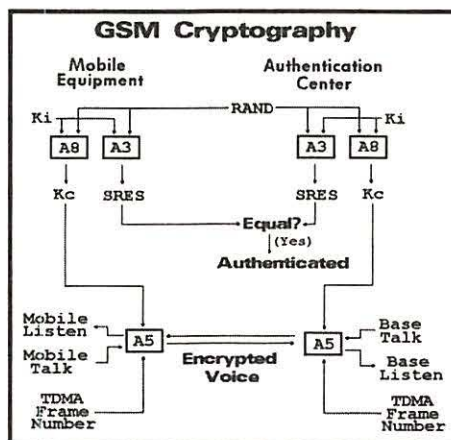 GSM Cryptography
Mobile
Equipment
Authentication
Center
Ki
RAND
Ki
A8
A3
A3
A8
Kc
SRES
SRES
Kc
Equal?
(Yes)
Authenticated
Mobile
Listen
Mobile
Talk
A5
Encrypted
Voice
A5
Base
Talk
Base
Listen
TDMA
Frame
Number
TDMA
Frame
Number